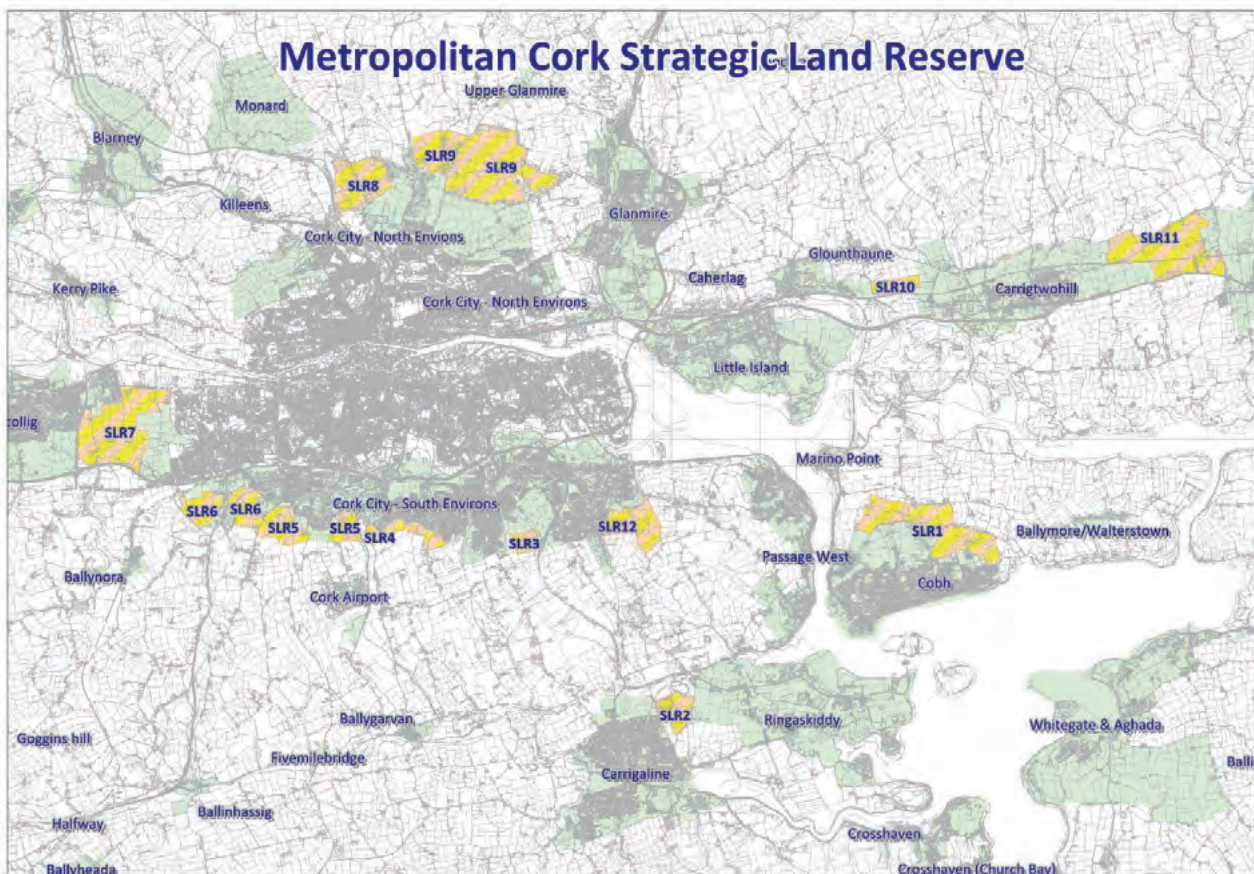 Metropolitan Cork Strategic Land Reserve
Upper Glanmire
Monard
Blarney
SLR9
SLR9
SLR8
Killeens
Glanmire
Cork City - North Envions
SLR11
Glounthaune
Caherlag
SLR10
Carrigtwohill
Kerry Pike
Cork City - North Environs
Little Island
collig
SLR7
Marino Point
Cork City - South Environs
SLR6
SLR6
SLR5
SLR5
SLR4
SLR3
SLR12
SLR1
Ballymore/Walterstown
Passage West
Ballynora
Cobh
Cork Airport
SLR2
Ballygarvan
Ringaskiddy
Whitegate & Aghada
Goggins hill
Fivemilebridge
Balli
Carrigaline
Ballinhassig
Halfway
Crosshaven
Ballyheada
Crosshaven (Church Bay)